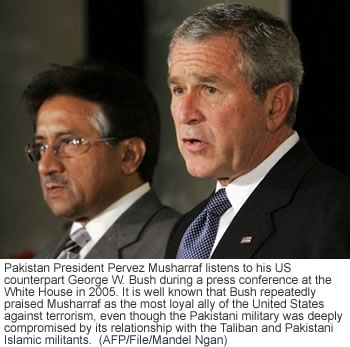 Pakistan President Pervez Musharraf listens to his US
counterpart George W. Bush during a press conference at the
White House in 2005. It is well known that Bush repeatedly
praised Musharraf as the most loyal ally of the United States
against terrorism, even though the Pakistani military was deeply
compromised by its relationship with the Taliban and Pakistani
Islamic militants. (AFP/File/Mandel Ngan)